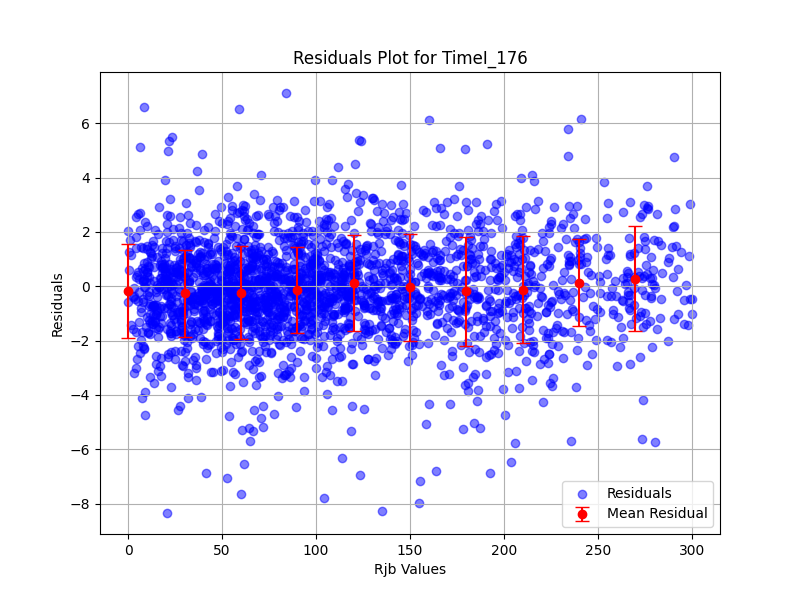 Residuals Plot for TimeI_176
Residuals
6
4
2
0
−2
−4
−6
−8
0 50 100 150 200 250 300
Rjb Values
Residuals
Mean Residual